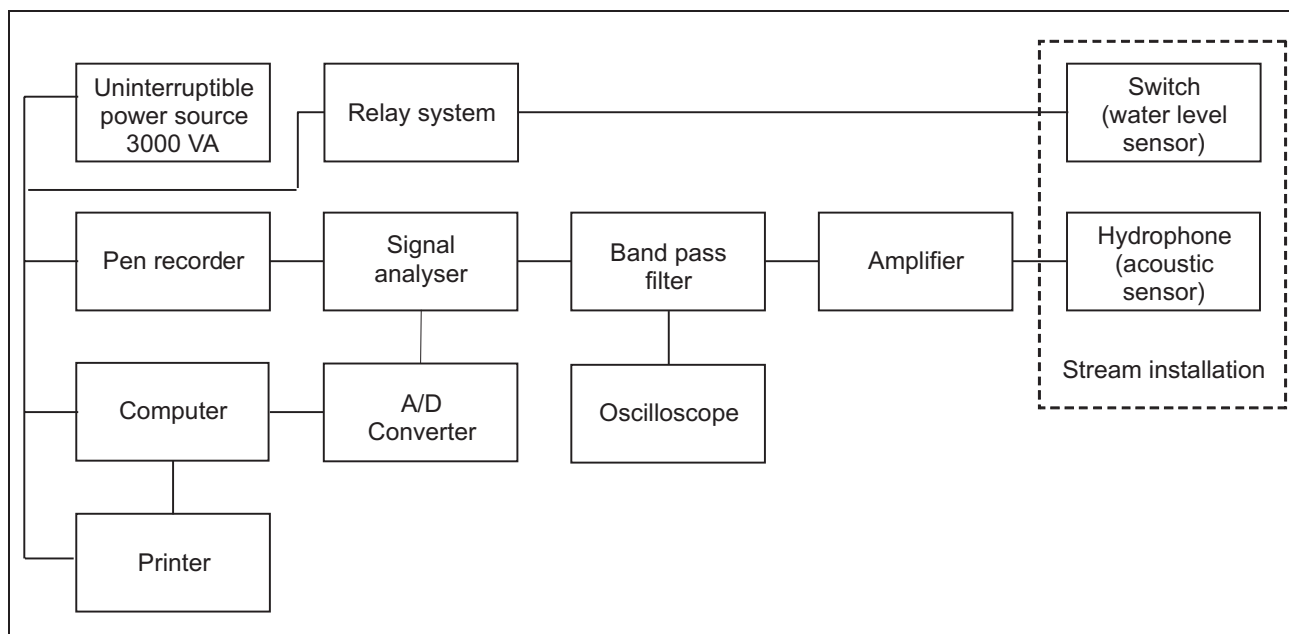 Uninterruptible
power source
3000 VA
Relay system
Switch
(water level
sensor)
Pen recorder
Signal
analyser
Band pass
filter
Amplifier
Hydrophone
(acoustic
sensor)
Stream installation
Computer
A/D
Converter
Oscilloscope
Printer